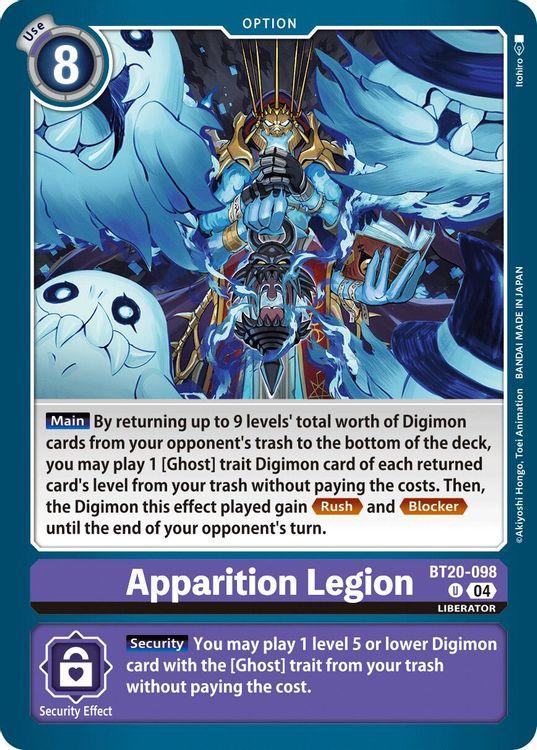 OPTION
Use
8
Itohiro
Main By returning up to 9 levels' total worth of Digimon
cards from your opponent's trash to the bottom of the deck,
you may play 1 [Ghost] trait Digimon card of each returned
card's level from your trash without paying the costs. Then,
the Digimon this effect played gain Rush and Blocker
until the end of your opponent's turn.
©Akiyoshi Hongo, Toei Animation BANDAI MADE IN JAPAN
Apparition Legion
BT20-098
U 04
LIBERATOR
Security You may play 1 level 5 or lower Digimon
card with the [Ghost] trait from your trash
without paying the cost.
Security Effect